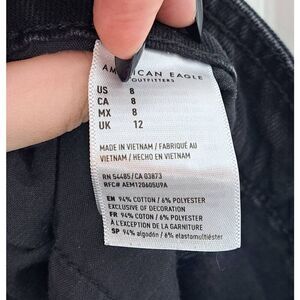 AMERICAN EAGLE
OUTFITTERS
US 8
CA 8
MX 8
UK 12
MADE IN VIETNAM / FABRIQUÉ AU
VIETNAM / HECHO EN VIETNAM
RN 54485/CA 03873
RFC# AEM120605U9A
EN 94% COTTON / 6% POLYESTER
EXCLUSIVE OF DECORATION
FR 94% COTON / 6% POLYESTER
À L'EXCEPTION DE LA GARNITURE
SP 94% algodón / 6% elastomultiéster